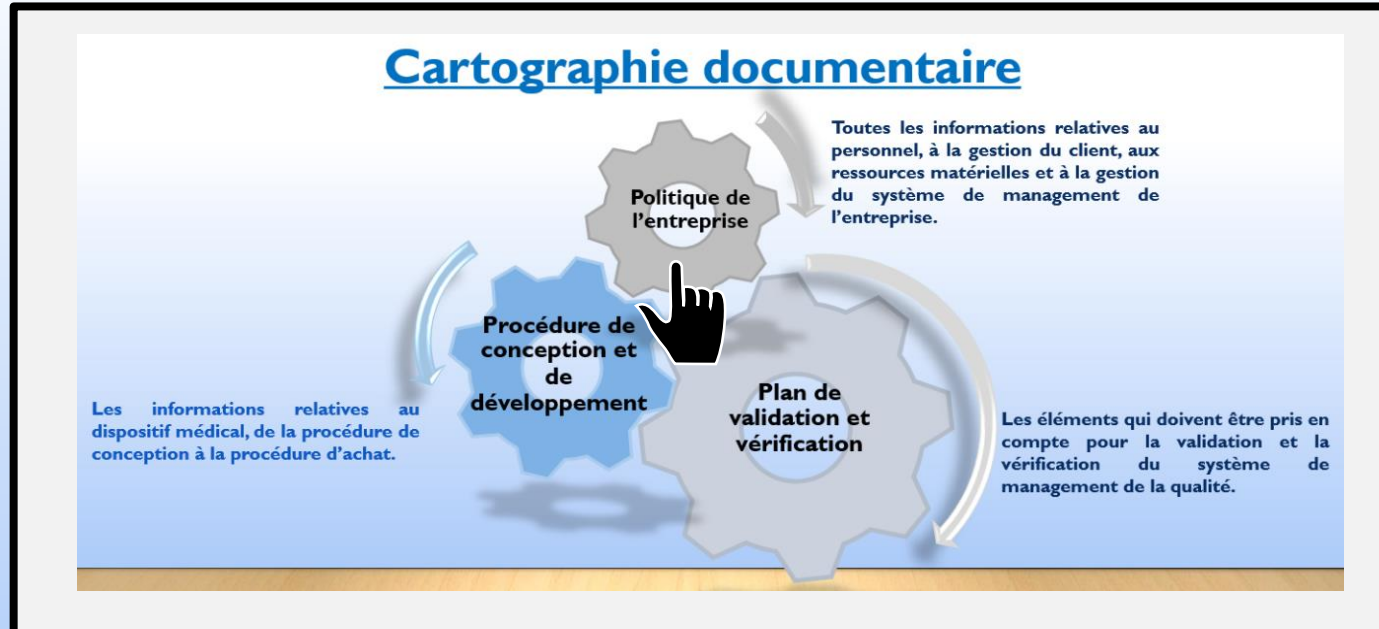 Cartographie documentaire
Toutes les informations relatives au
personnel, à la gestion du client, aux
ressources matérielles et à la gestion
du système de management de
l'entreprise.
Politique de
l'entreprise
Procédure de
conception et
de
développement
Plan de
validation et
vérification
Les informations relatives au
dispositif médical, de la procédure de
conception à la procédure d'achat.
Les éléments qui doivent être pris en
compte pour la validation et la
vérification du système de
management de la qualité.